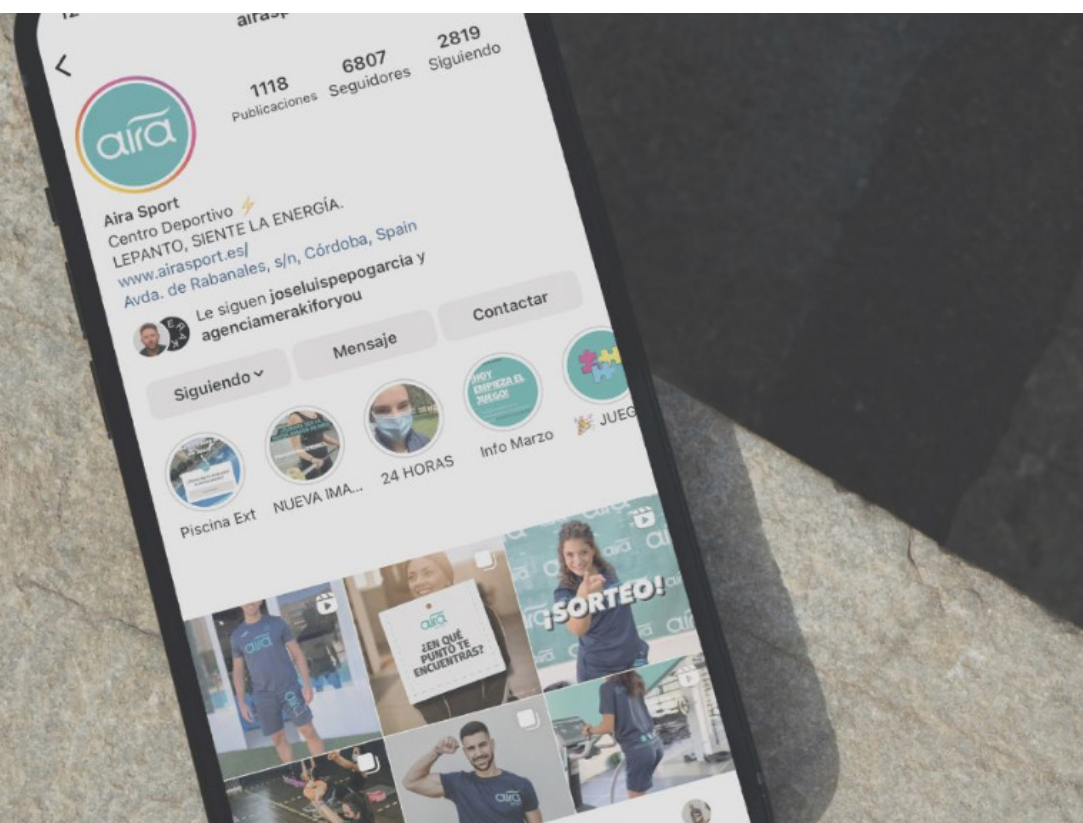 1118
Publicaciones
6807
Seguidores
2819
Siguiendo
aira
Aira Sport
Centro Deportivo ⚡
LEPANTO, SIENTE LA ENERGÍA.
www.airasport.es/
Avda. de Rabanales, s/n, Córdoba, Spain
Le siguen joseluispepogarcia y
agenciamerakiforyou
Siguiendo
Mensaje
Contactar
¡HOY
EMPIEZA EL
JUEGO!
Piscina Ext
NUEVA IMA...
24 HORAS
Info Marzo
🎉 JUEG
aira
aira
¿EN QUÉ
PUNTO TE
ENCUENTRAS?
aira
¡SORTEO!
aira